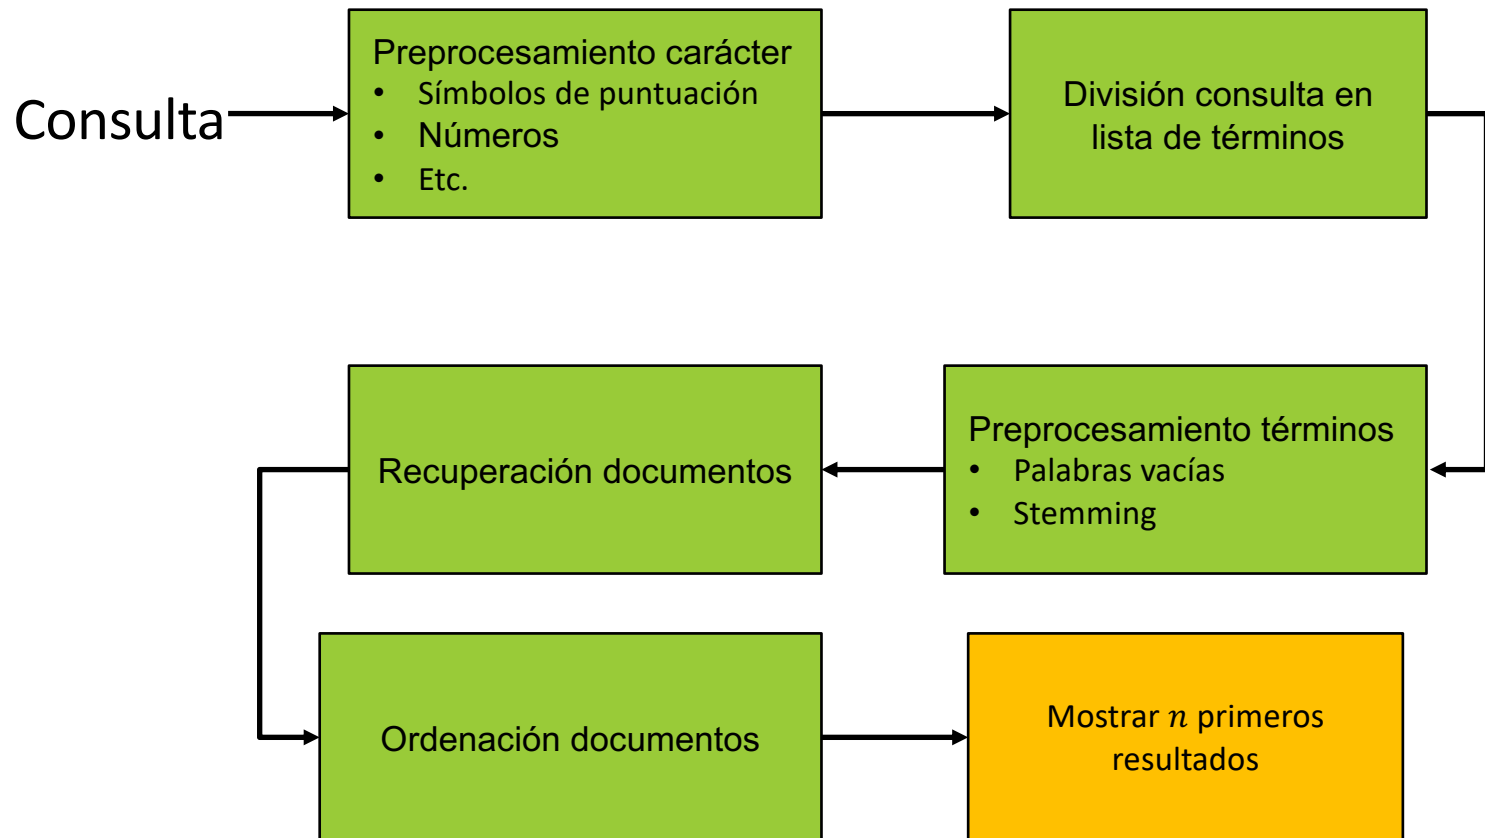 Consulta
Preprocesamiento carácter
• Símbolos de puntuación
• Números
• Etc.
División consulta en
lista de términos
Preprocesamiento términos
• Palabras vacías
• Stemming
Recuperación documentos
Ordenación documentos
Mostrar 𝑛 primeros
resultados